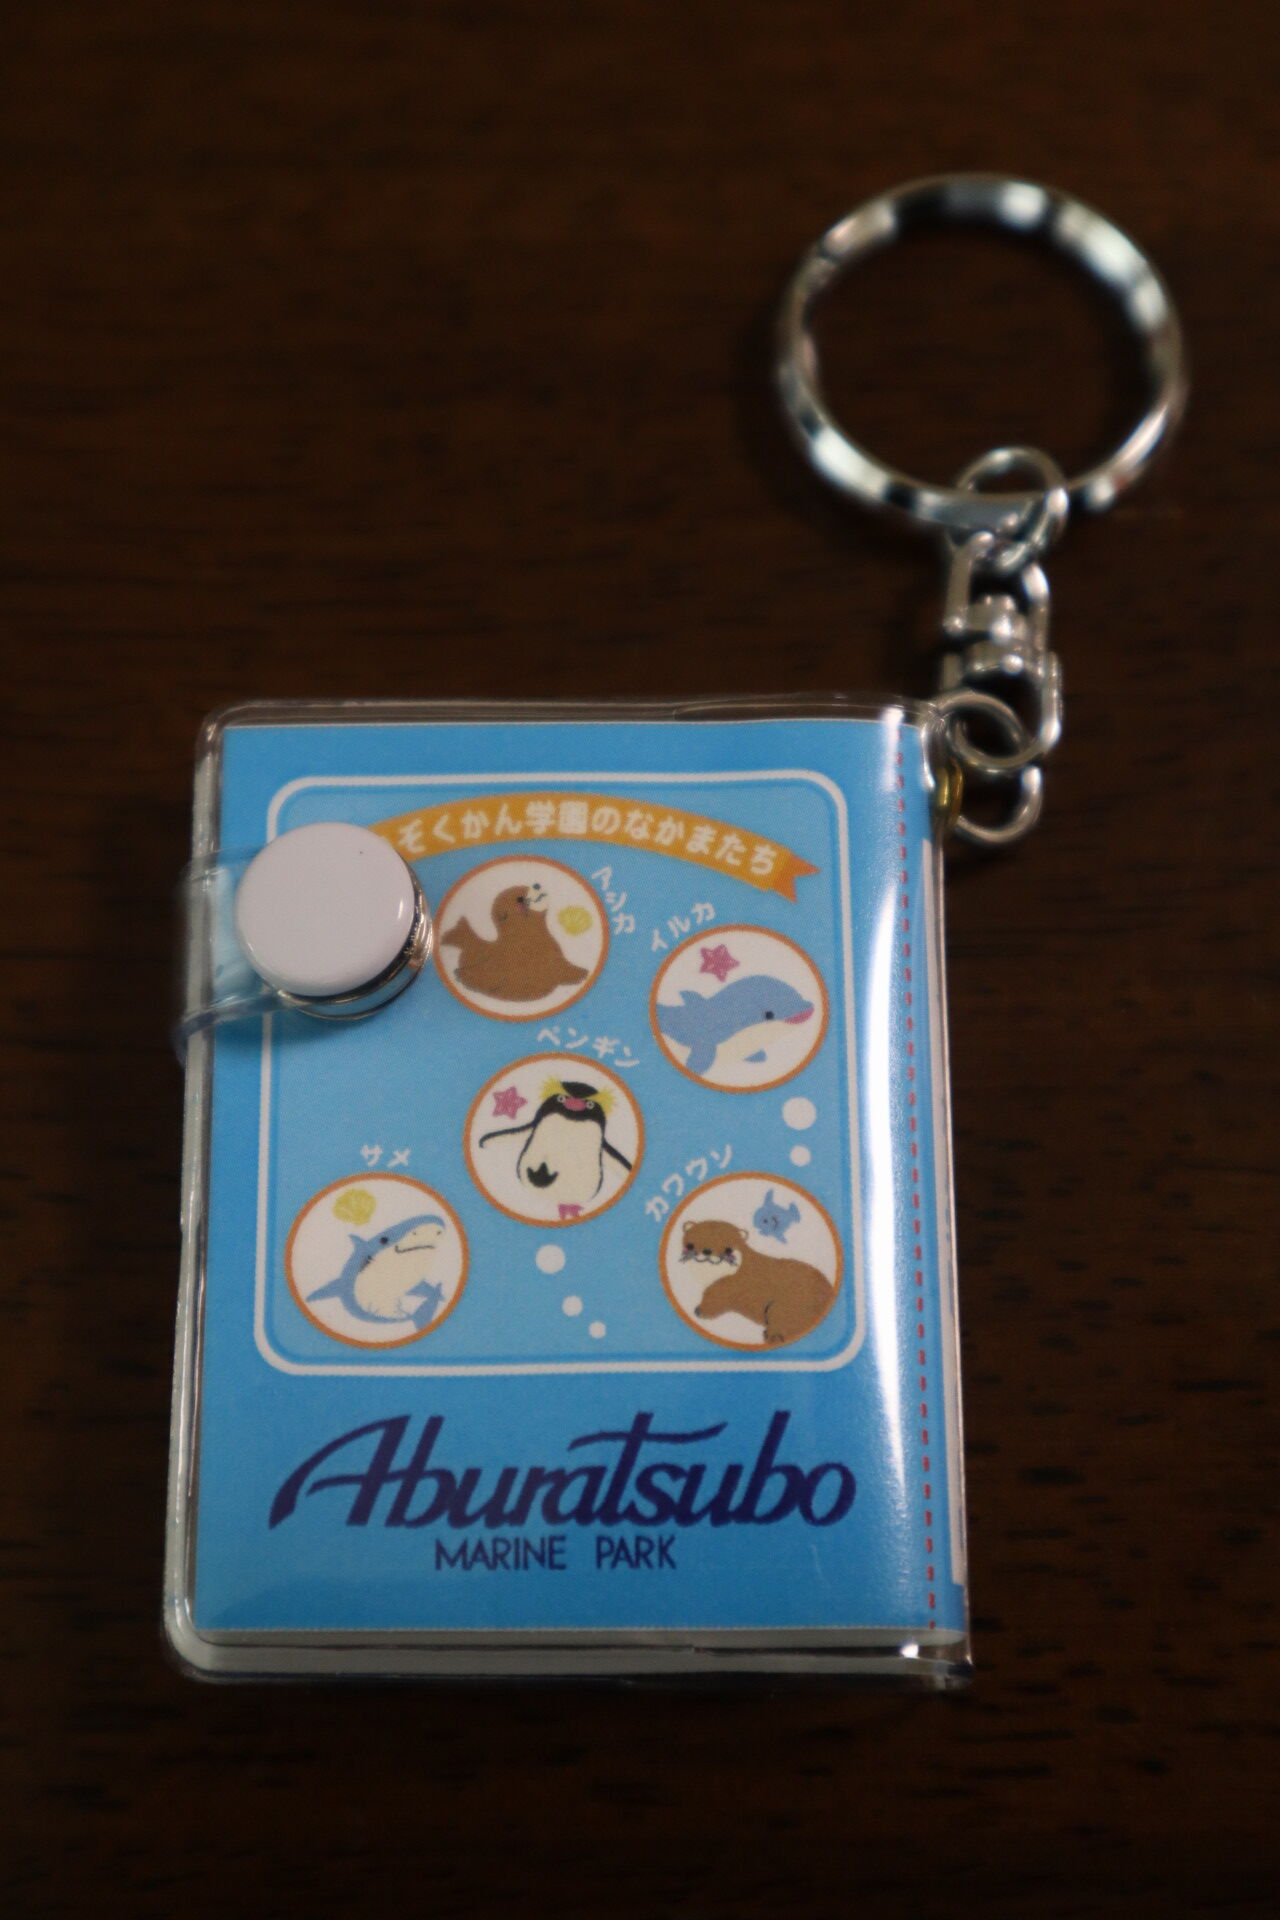 ぞくかん学園のなかまたち
アシカ
イルカ
ペンギン
サメ
カワウソ
Aburatsubo
MARINE PARK